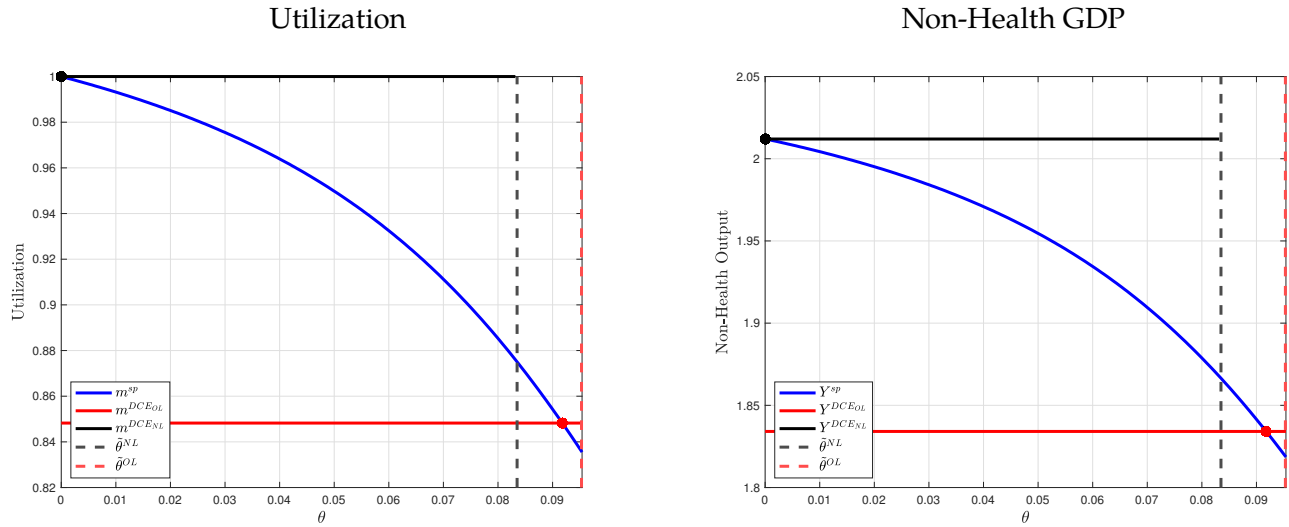 Utilization
1
0.98
0.96
0.94
0.92
0.9
0.88
0.86
0.84
0.82
0
0.01
0.02
0.03
0.04
0.05
0.06
0.07
0.08
0.09
θ
Utilization
m^{sp}
m^{DCE_{OL}}
m^{DCE_{NL}}
θ̃^{NL}
θ̃^{OL}
Non-Health GDP
2.05
2
1.95
1.9
1.85
1.8
0
0.01
0.02
0.03
0.04
0.05
0.06
0.07
0.08
0.09
θ
Non-Health Output
Y^{sp}
Y^{DCE_{OL}}
Y^{DCE_{NL}}
θ̃^{NL}
θ̃^{OL}